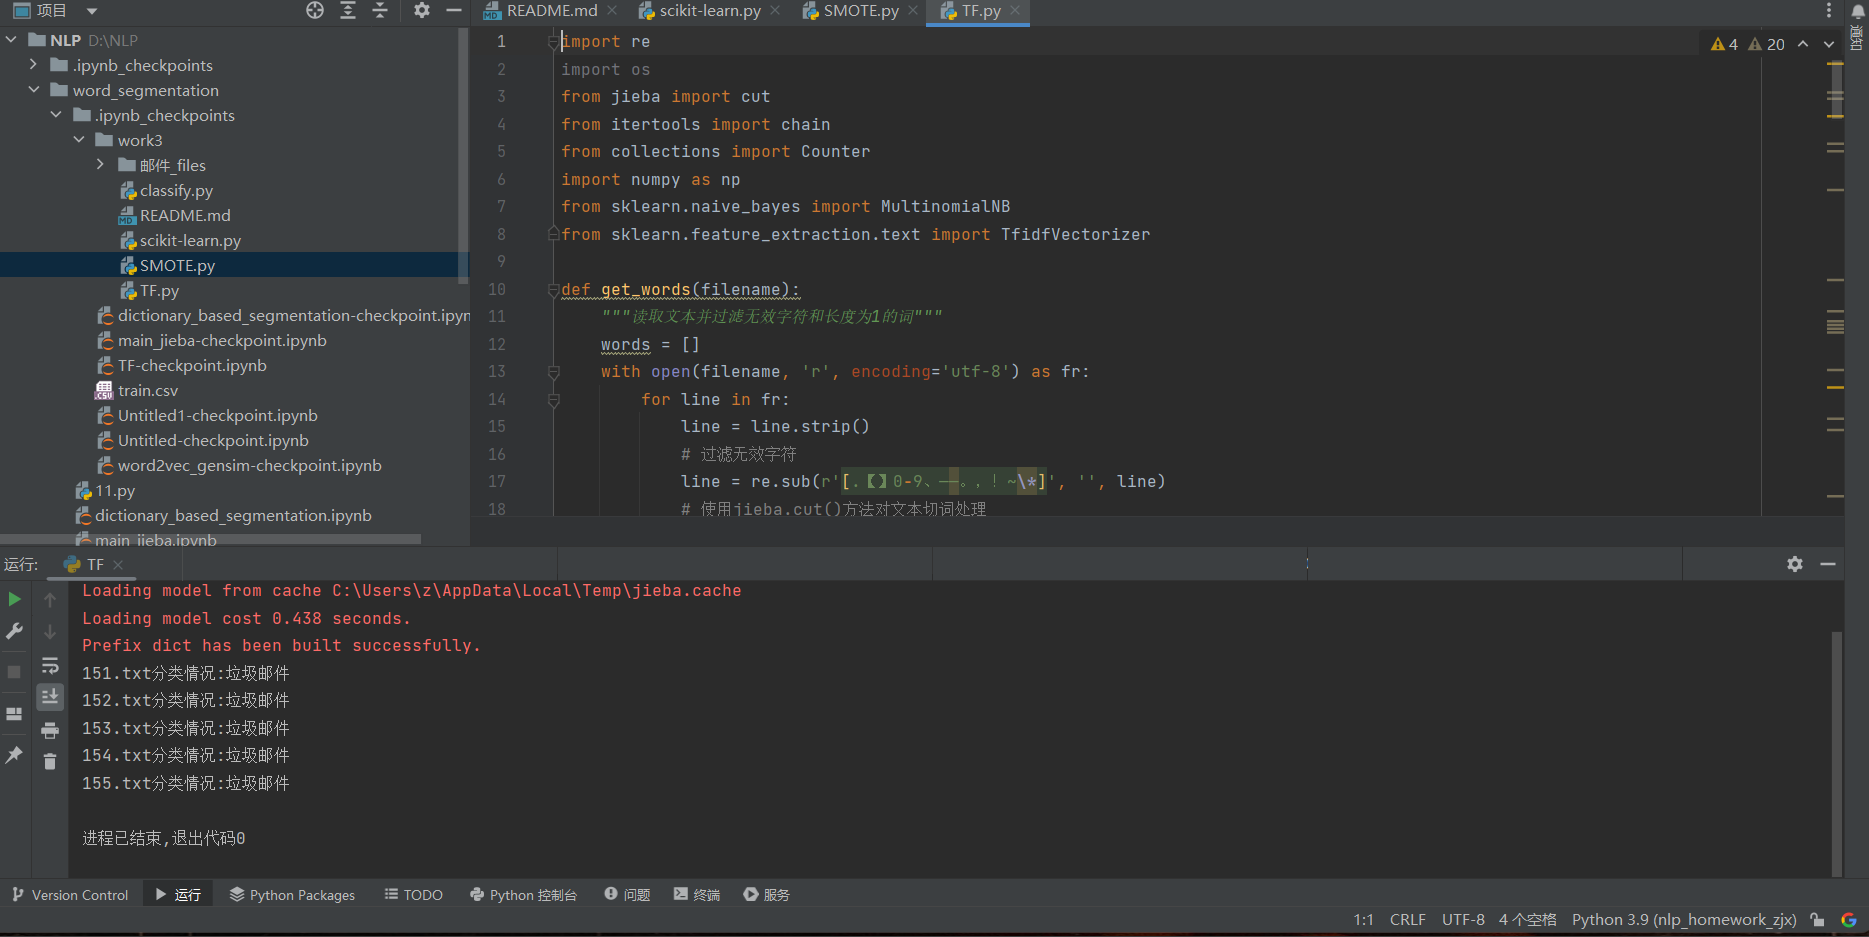 项目
README.md
scikit-learn.py
SMOTE.py
TF.py
NLP D:\NLP
.ipynb_checkpoints
word_segmentation
.ipynb_checkpoints
work3
邮件_files
classify.py
README.md
scikit-learn.py
SMOTE.py
TF.py
dictionary_based_segmentation-checkpoint.ipyn
main_jieba-checkpoint.ipynb
TF-checkpoint.ipynb
train.csv
Untitled1-checkpoint.ipynb
Untitled-checkpoint.ipynb
word2vec_gensim-checkpoint.ipynb
11.py
dictionary_based_segmentation.ipynb
main_jieba.ipynb
4 20
通知
1 import re
2 import os
3 from jieba import cut
4 from itertools import chain
5 from collections import Counter
6 import numpy as np
7 from sklearn.naive_bayes import MultinomialNB
8 from sklearn.feature_extraction.text import TfidfVectorizer
9
10 def get_words(filename):
11 """读取文本并过滤无效字符和长度为1的词"""
12 words = []
13 with open(filename, 'r', encoding='utf-8') as fr:
14 for line in fr:
15 line = line.strip()
16 # 过滤无效字符
17 line = re.sub(r'[.【】0-9、——。，！~\*]', '', line)
18 # 使用jieba.cut()方法对文本切词处理
运行: TF
Loading model from cache C:\Users\z\AppData\Local\Temp\jieba.cache
Loading model cost 0.438 seconds.
Prefix dict has been built successfully.
151.txt分类情况:垃圾邮件
152.txt分类情况:垃圾邮件
153.txt分类情况:垃圾邮件
154.txt分类情况:垃圾邮件
155.txt分类情况:垃圾邮件
进程已结束,退出代码0
Version Control 运行 Python Packages TODO Python 控制台 问题 终端 服务
1:1 CRLF UTF-8 4 个空格 Python 3.9 (nlp_homework_zjx)